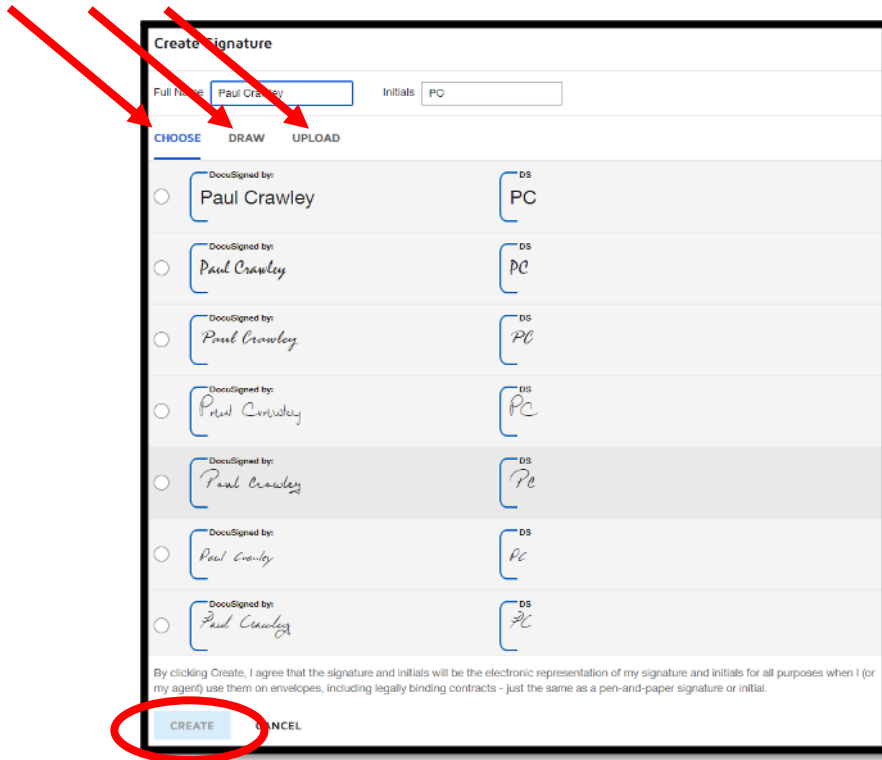 Create Signature
Full Name Paul Crawley Initials PC
CHOOSE DRAW UPLOAD
DocuSigned by: DS
Paul Crawley PC
DocuSigned by: DS
Paul Crawley PC
DocuSigned by: DS
Paul Crawley PC
DocuSigned by: DS
Paul Crawley PC
DocuSigned by: DS
Paul Crawley PC
DocuSigned by: DS
Paul Crawley PC
DocuSigned by: DS
Paul Crawley PC
By clicking Create, I agree that the signature and initials will be the electronic representation of my signature and initials for all purposes when I (or
my agent) use them on envelopes, including legally binding contracts - just the same as a pen-and-paper signature or initial.
CREATE CANCEL